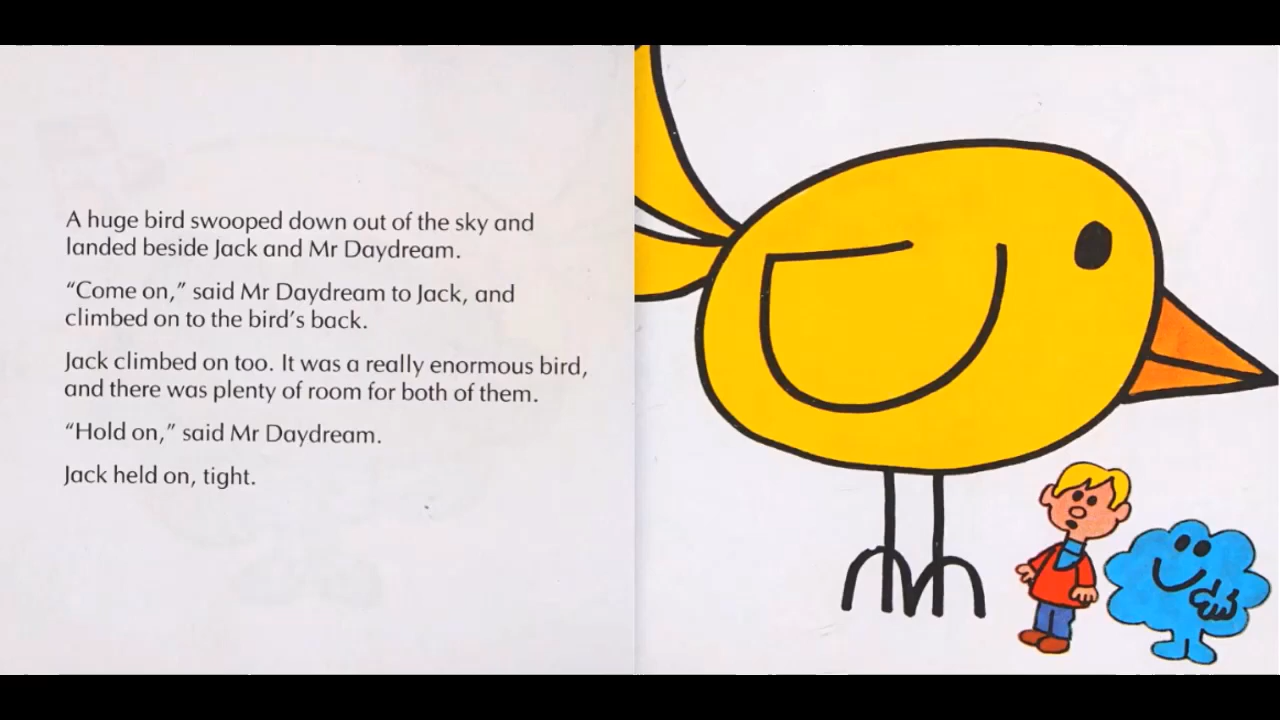 A huge bird swooped down out of the sky and
landed beside Jack and Mr Daydream.
“Come on,” said Mr Daydream to Jack, and
climbed on to the bird’s back.
Jack climbed on too. It was a really enormous bird,
and there was plenty of room for both of them.
“Hold on,” said Mr Daydream.
Jack held on, tight.